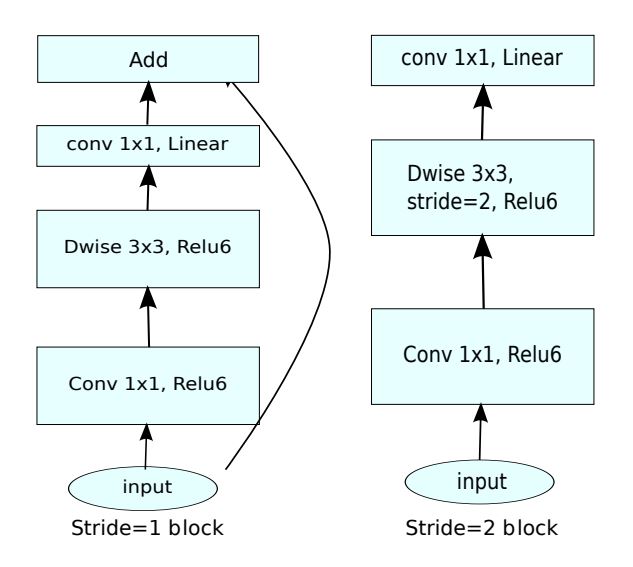 Add
conv 1x1, Linear
Dwise 3x3, Relu6
Conv 1x1, Relu6
input
Stride=1 block
conv 1x1, Linear
Dwise 3x3,
stride=2, Relu6
Conv 1x1, Relu6
input
Stride=2 block